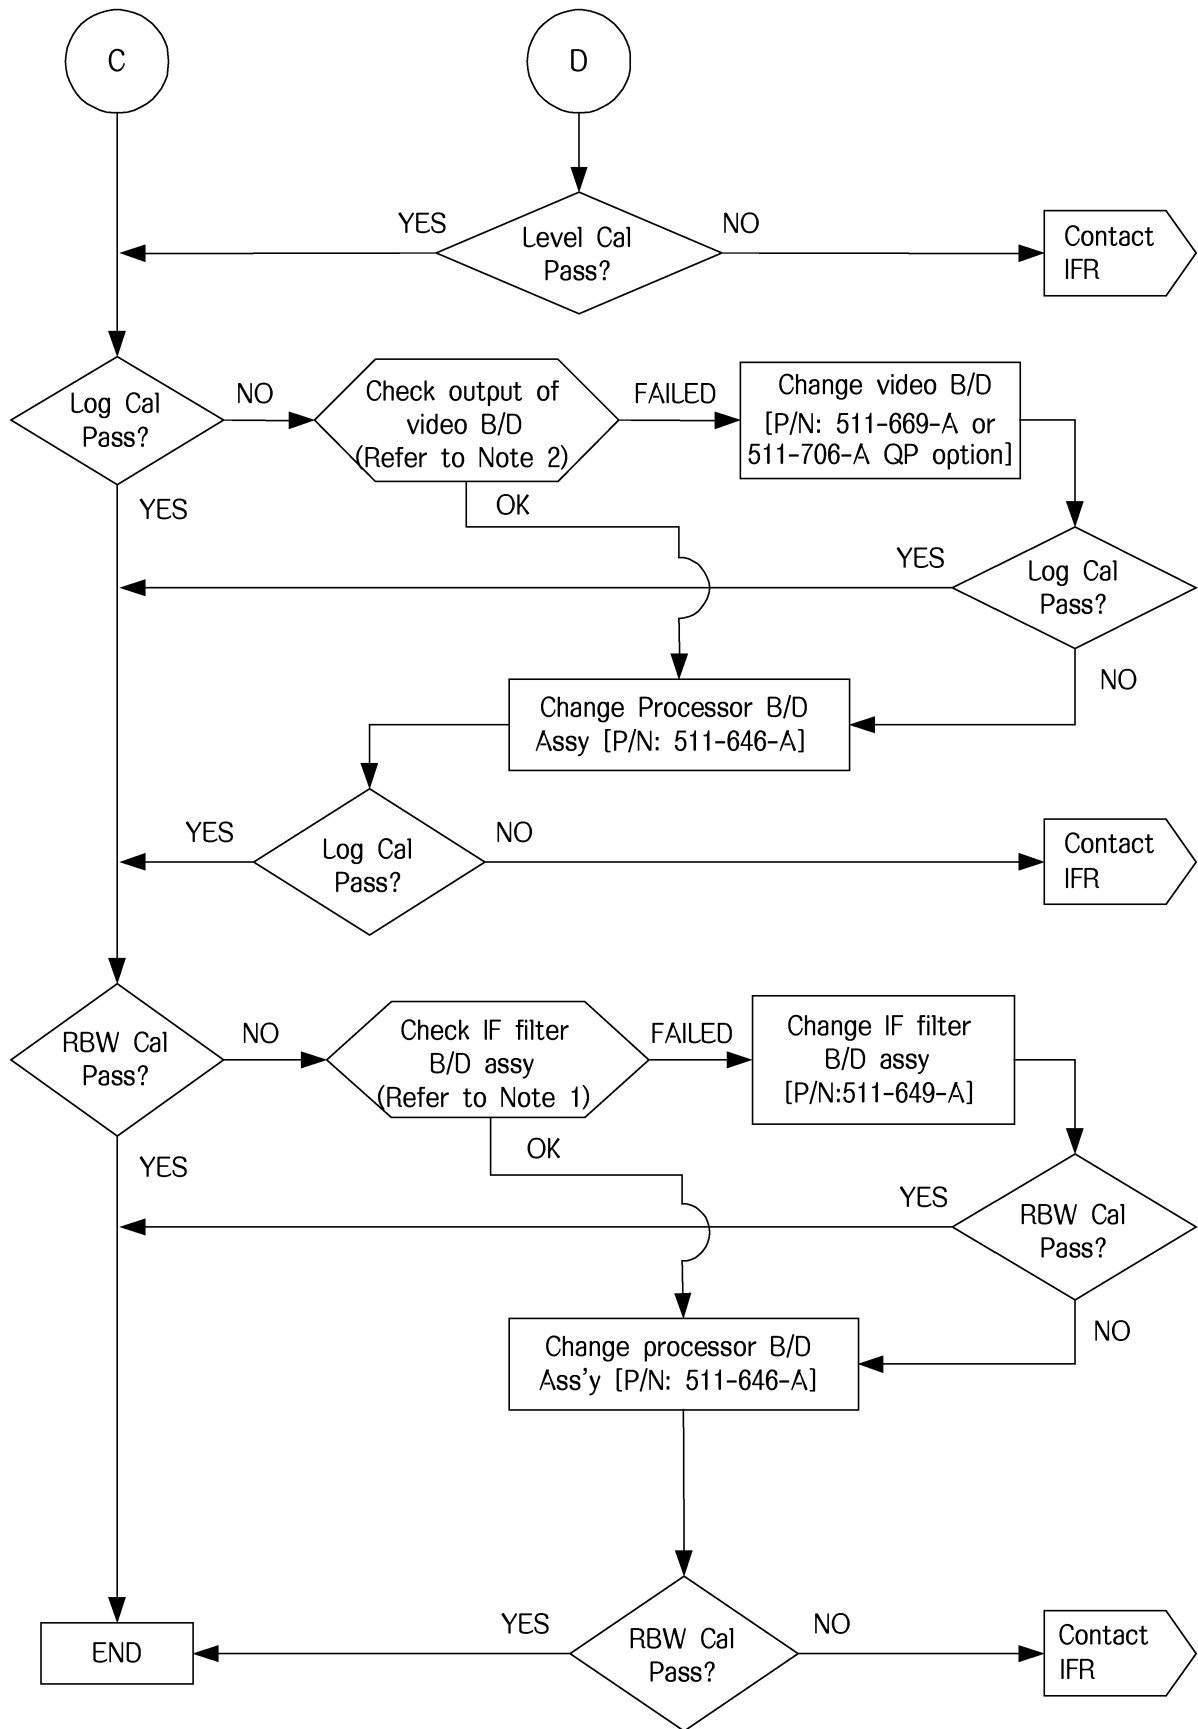 C
D
YES
Level Cal
Pass?
NO
Contact
IFR
Log Cal
Pass?
NO
Check output of
video B/D
(Refer to Note 2)
FAILED
Change video B/D
[P/N: 511-669-A or
511-706-A QP option]
YES
OK
YES
Log Cal
Pass?
NO
Change Processor B/D
Assy [P/N: 511-646-A]
YES
Log Cal
Pass?
NO
Contact
IFR
RBW Cal
Pass?
NO
Check IF filter
B/D assy
(Refer to Note 1)
FAILED
Change IF filter
B/D assy
[P/N:511-649-A]
YES
OK
YES
RBW Cal
Pass?
NO
Change processor B/D
Ass'y [P/N: 511-646-A]
END
YES
RBW Cal
Pass?
NO
Contact
IFR